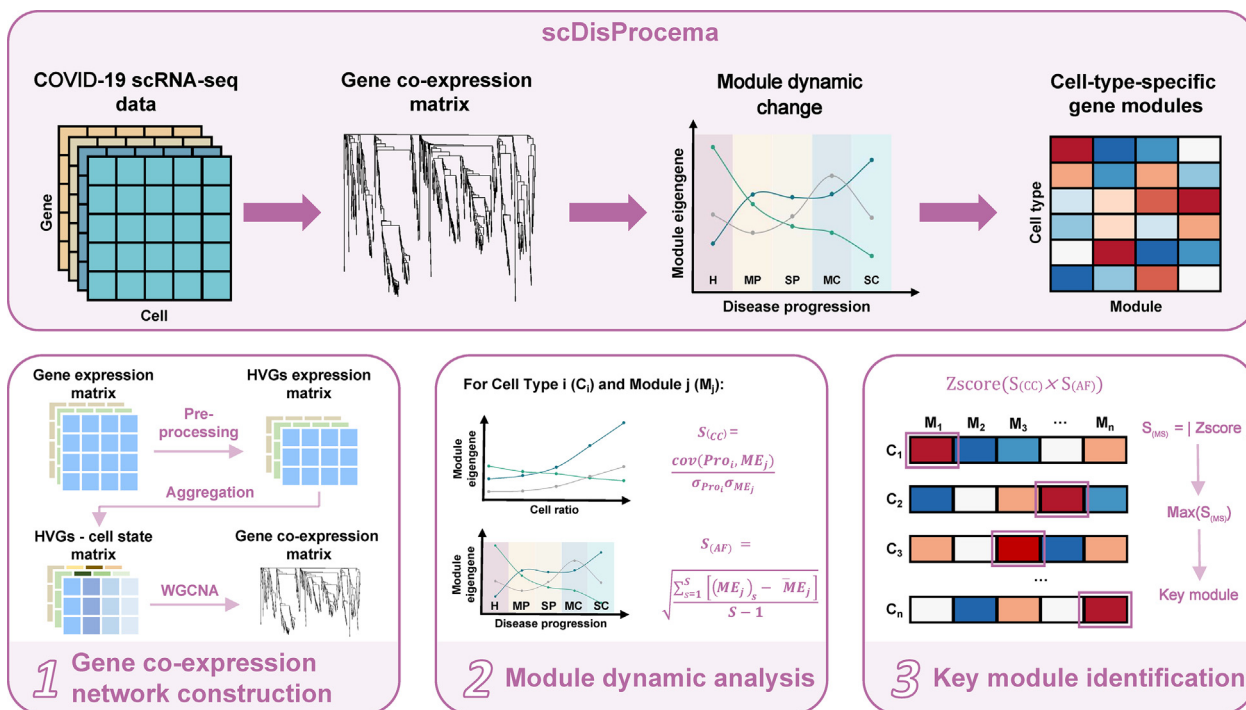 scDisProcema
COVID-19 scRNA-seq
data
Gene
Cell
Gene co-expression
matrix
Module dynamic
change
Module eigengene
H MP SP MC SC
Disease progression
Cell-type-specific
gene modules
Cell type
Module
Gene expression
matrix
Pre-
processing
HVGs expression
matrix
Aggregation
HVGs - cell state
matrix
WGCNA
Gene co-expression
matrix
1 Gene co-expression
network construction
For Cell Type i (Ci) and Module j (Mj):
Module
eigengene
Cell ratio
S(CC) =
cov(Proi, MEj)
σProi σMEj
Module
eigengene
H MP SP MC SC
Disease progression
S(AF) =
√ ∑Ss=1 [(MEj)s − M̄Ej]
S − 1
2 Module dynamic analysis
Zscore(S(CC) × S(AF))
M1 M2 M3 ... Mn
C1
C2
C3
...
Cn
S(MS) = | Zscore
Max(S(MS))
Key module
3 Key module identification